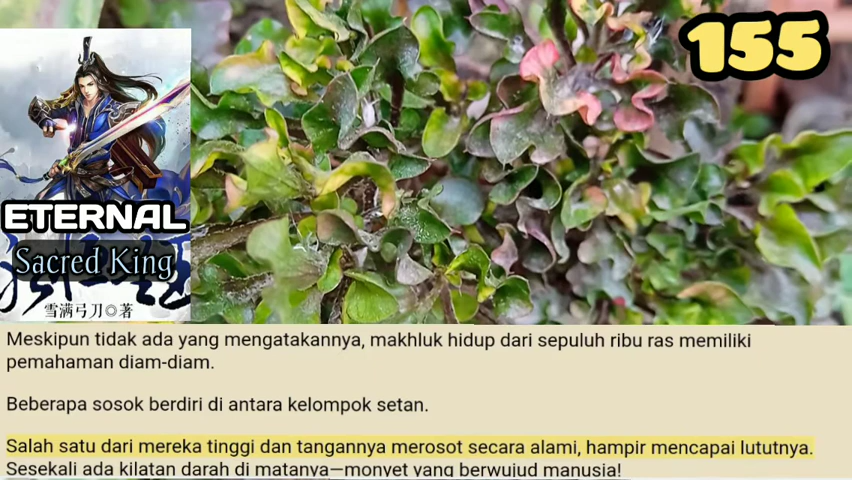 155
ETERNAL
Sacred King
雪满弓刀◎著
Meskipun tidak ada yang mengatakannya, makhluk hidup dari sepuluh ribu ras memiliki
pemahaman diam-diam.
Beberapa sosok berdiri di antara kelompok setan.
Salah satu dari mereka tinggi dan tangannya merosot secara alami, hampir mencapai lututnya.
Sesekali ada kilatan darah di matanya—monyet yang berwujud manusia!